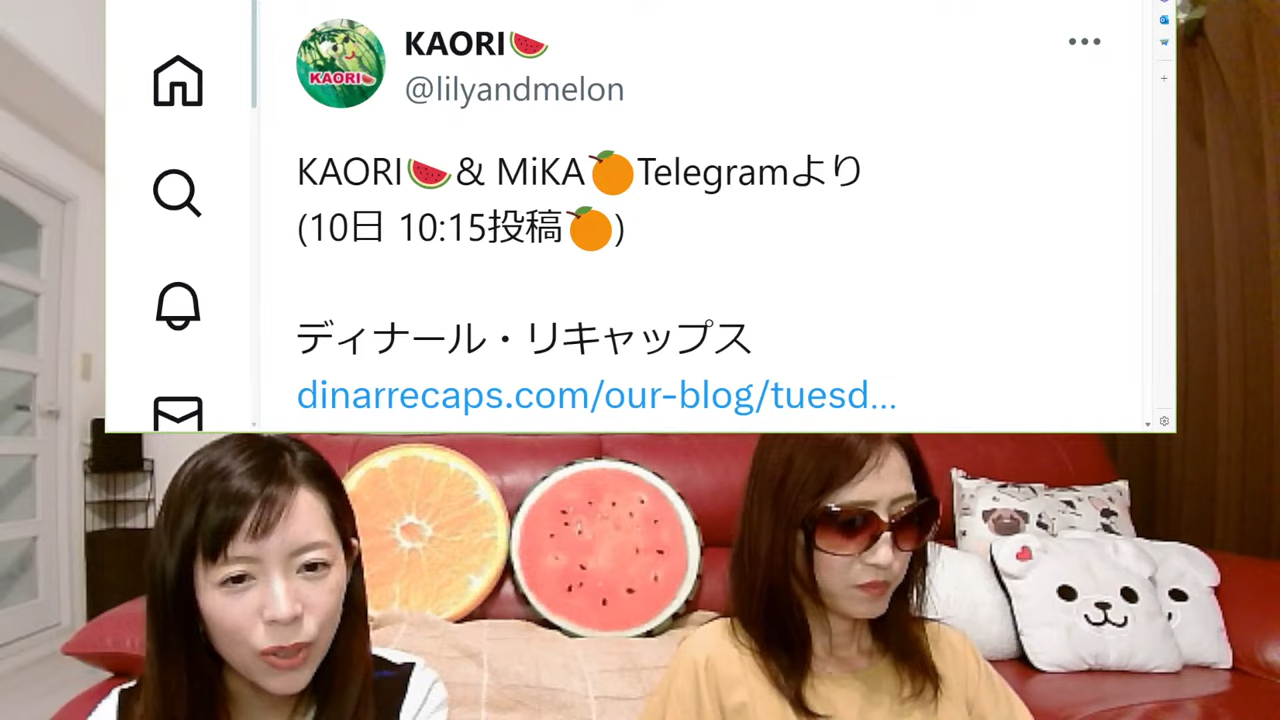 KAORI🍉
@lilyandmelon
KAORI🍉& MiKA🍊Telegramより
(10日 10:15投稿🍊)
ディナール・リキャップス
dinarrecaps.com/our-blog/tuesd...
KAORI🍉